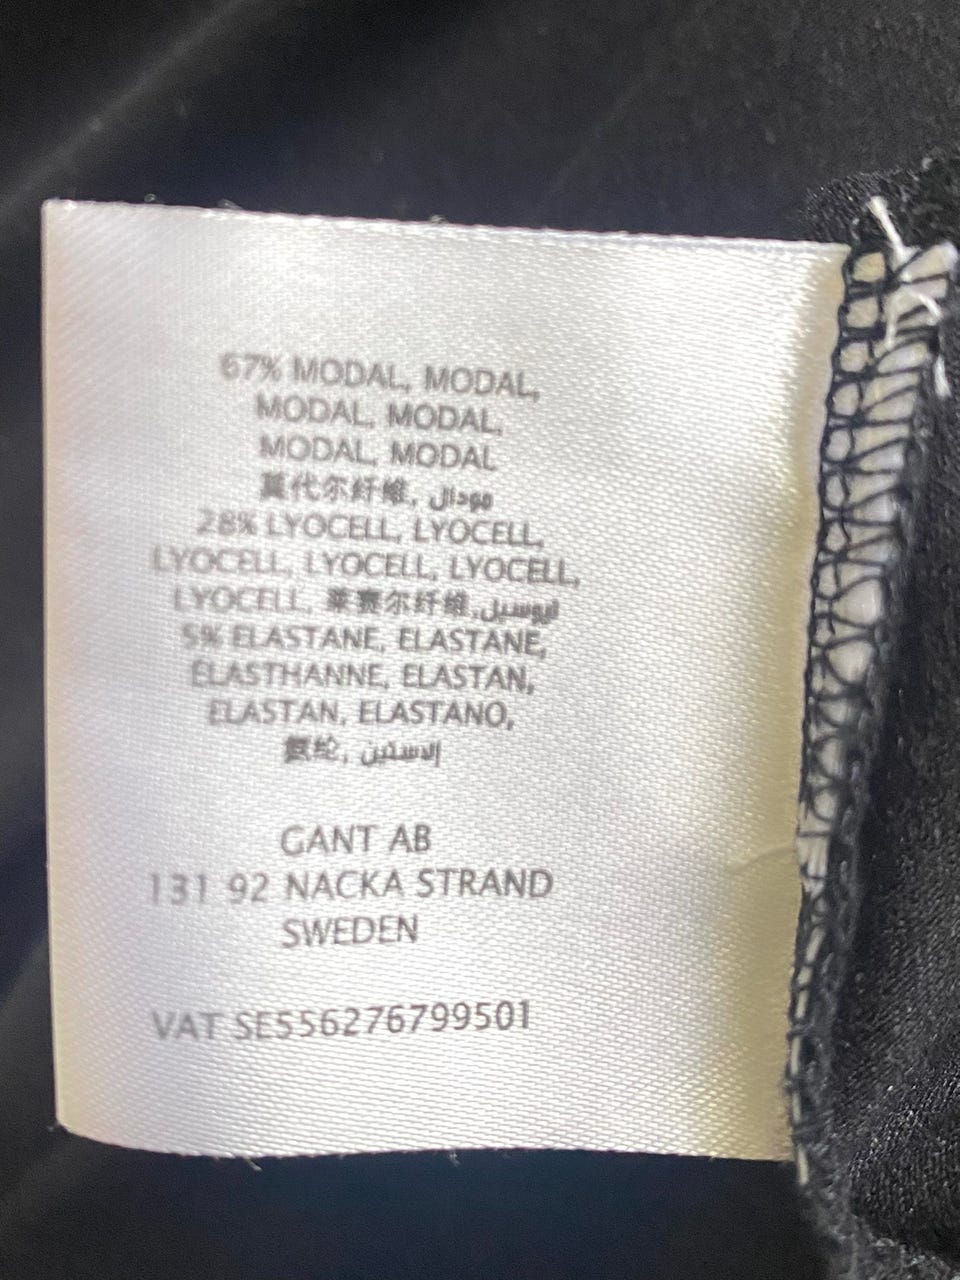 67% MODAL, MODAL,
MODAL, MODAL,
MODAL, MODAL
莫代尔纤维, مودال
28% LYOCELL, LYOCELL,
LYOCELL, LYOCELL, LYOCELL,
LYOCELL, 莱赛尔纤维, ليوسيل
5% ELASTANE, ELASTANE,
ELASTHANNE, ELASTAN,
ELASTAN, ELASTANO,
氨纶, إلاستين
GANT AB
131 92 NACKA STRAND
SWEDEN
VAT SE556276799501